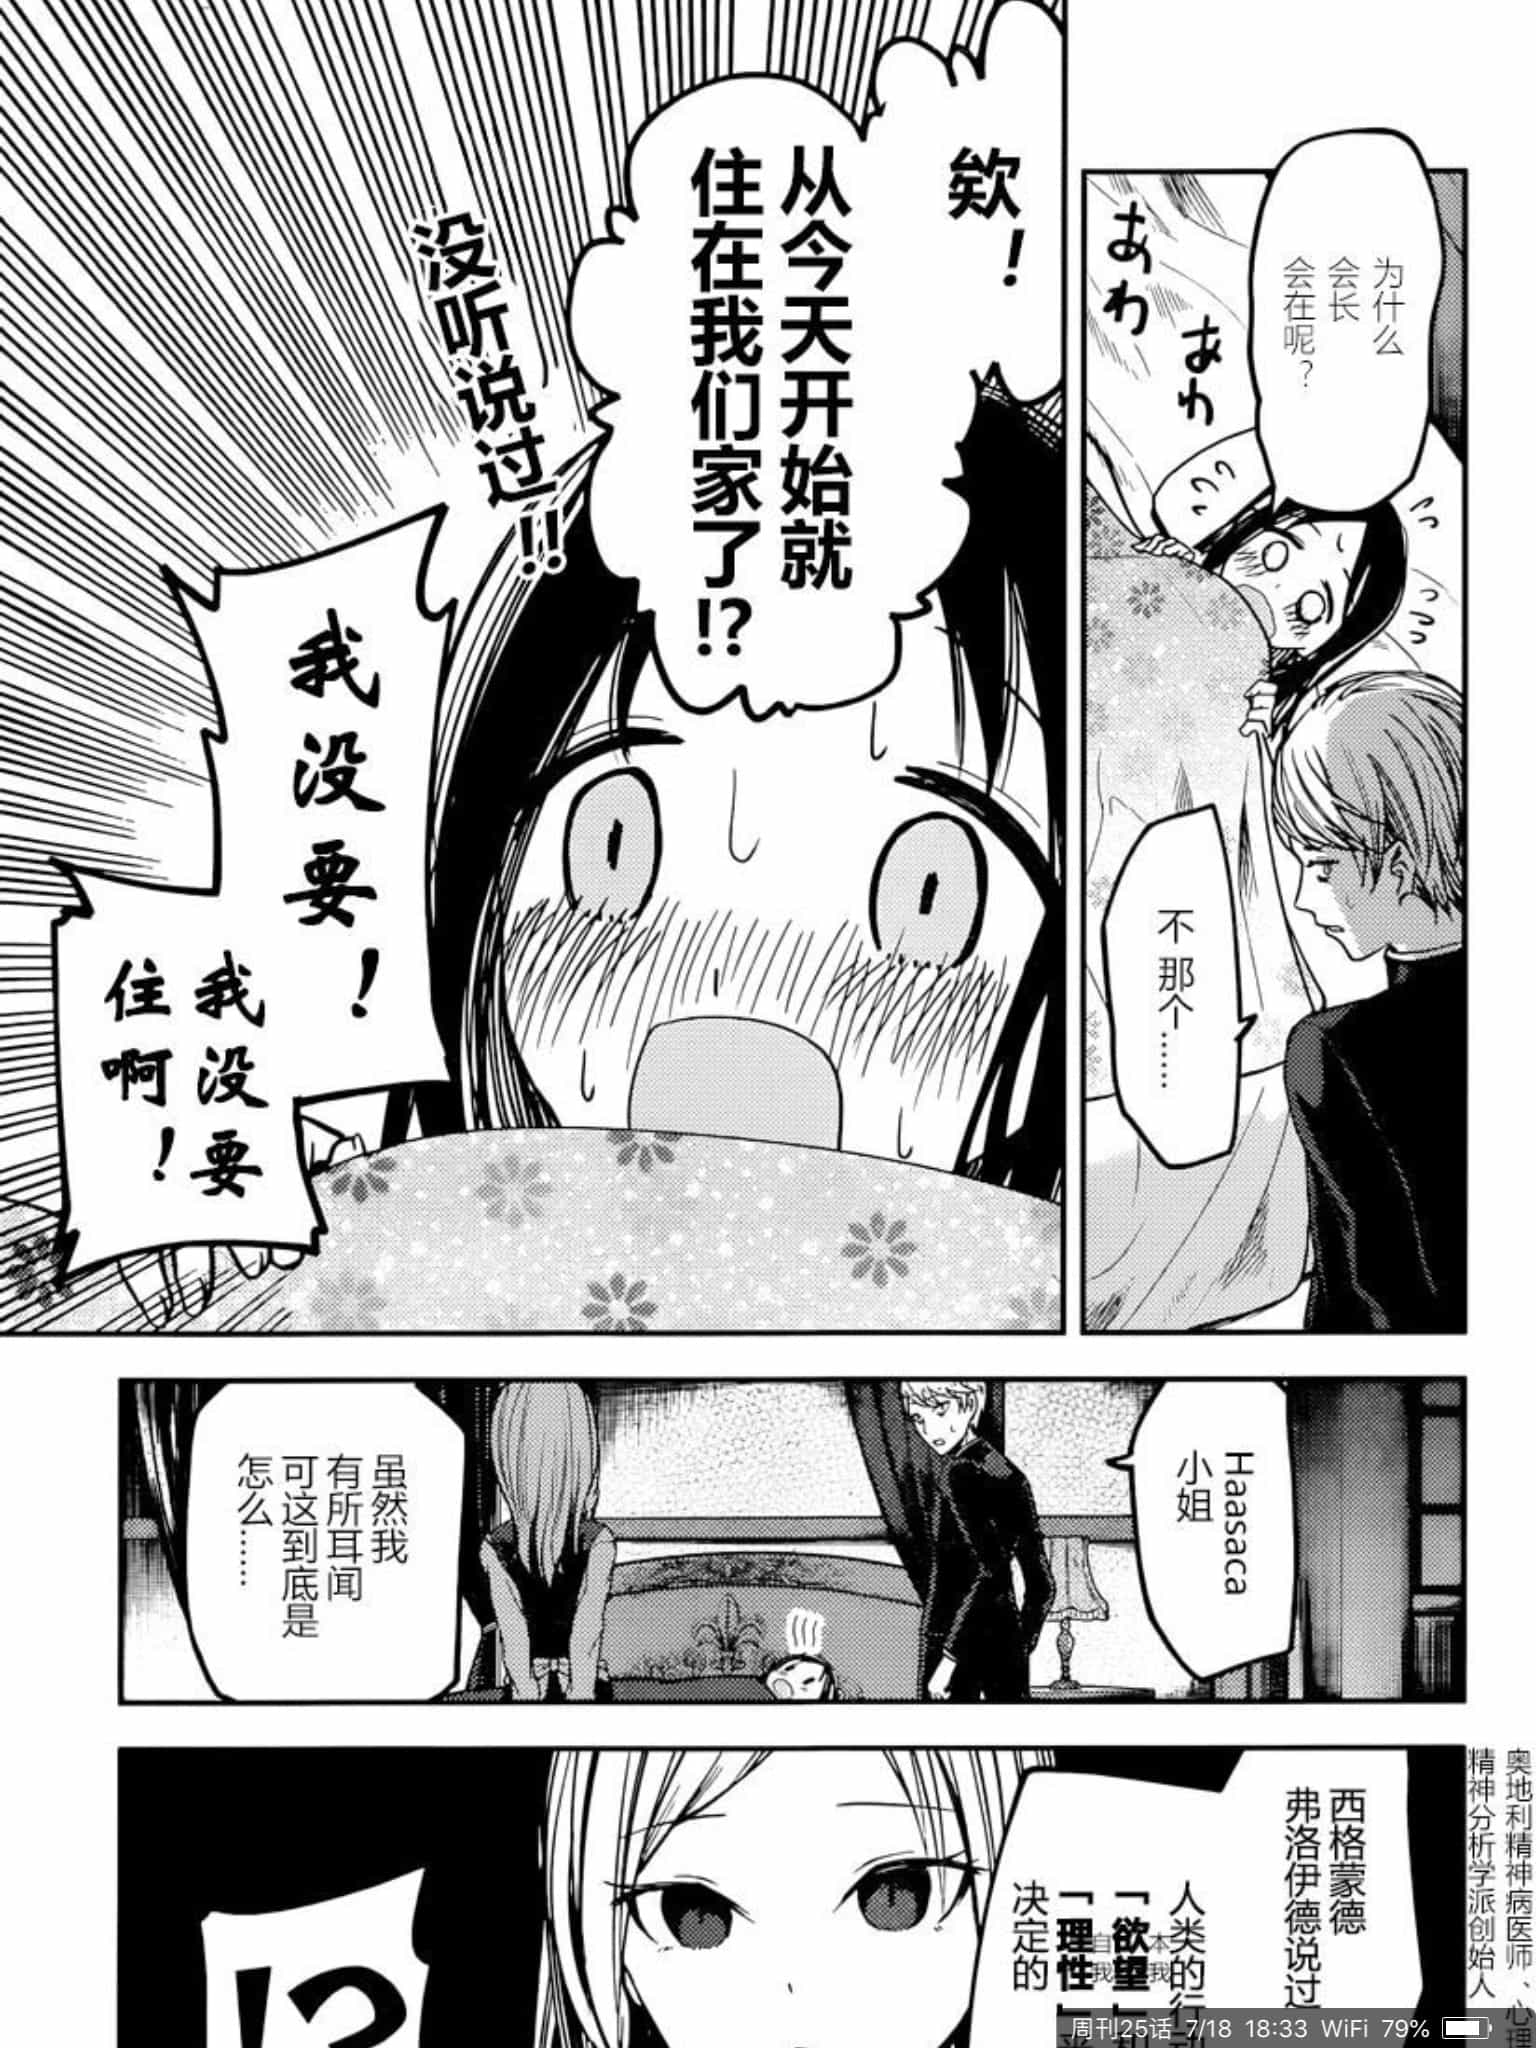 为什么
会长
会在呢？
あわ
あわ
不 那个……
欸！
从今天开始就
住在我们家了！？
没听说过！！
我没要！
我没要
住啊！
Haasaca
小姐
虽然我
有所耳闻
可这到底是
怎么……
奥地利精神病医师、心理
精神分析学派创始人
西格蒙德
弗洛伊德说过
人类的行动
本我
「欲望」和
自我
「理性」来
决定的
！？
周刊25话 7/18 18:33 WiFi 79%